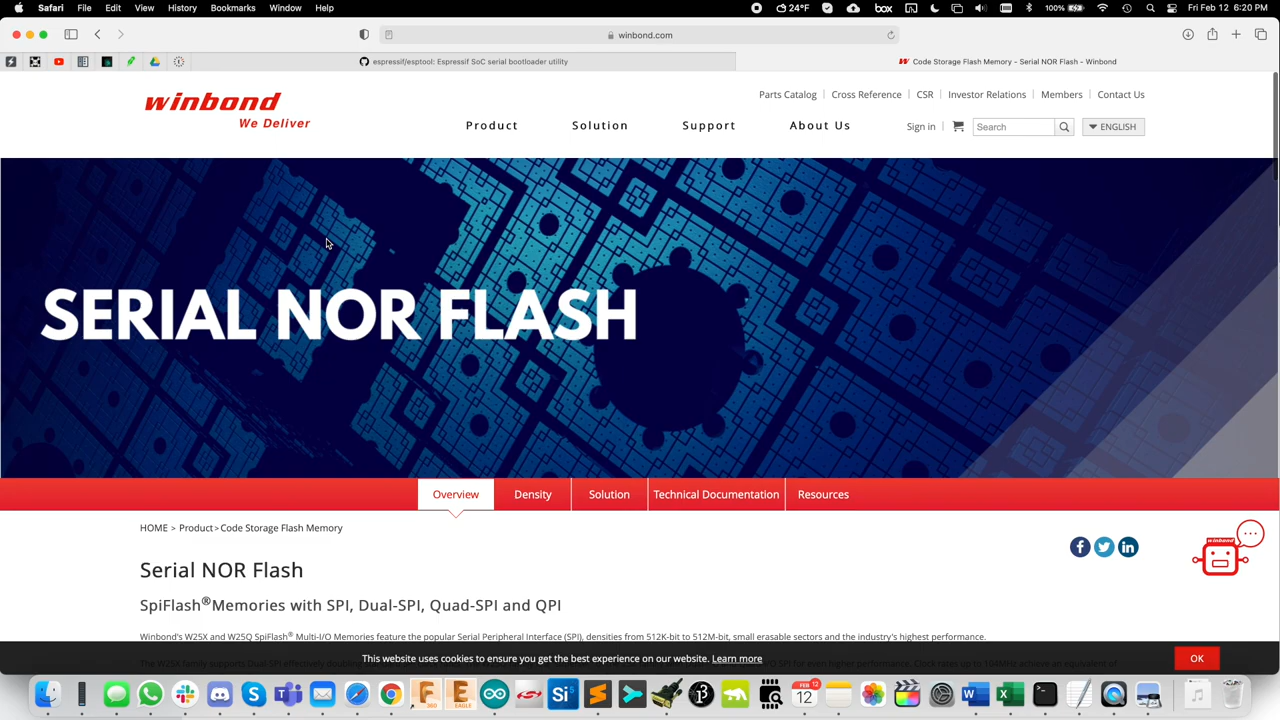 Safari File Edit View History Bookmarks Window Help
box 24°F 100% Fri Feb 12 6:20 PM
winbond.com
espressif/esptool: Espressif SoC serial bootloader utility
Code Storage Flash Memory - Serial NOR Flash - Winbond
winbond
We Deliver
Parts Catalog | Cross Reference | CSR | Investor Relations | Members | Contact Us
Product Solution Support About Us
Sign in | Search ENGLISH
SERIAL NOR FLASH
Overview Density Solution Technical Documentation Resources
HOME > Product > Code Storage Flash Memory
winbond
Serial NOR Flash
SpiFlash®Memories with SPI, Dual-SPI, Quad-SPI and QPI
Winbond's W25X and W25Q SpiFlash® Multi-I/O Memories feature the popular Serial Peripheral Interface (SPI), densities from 512K-bit to 512M-bit, small erasable sectors and the industry's highest performance.
This website uses cookies to ensure you get the best experience on our website. Learn more OK
FEB
12